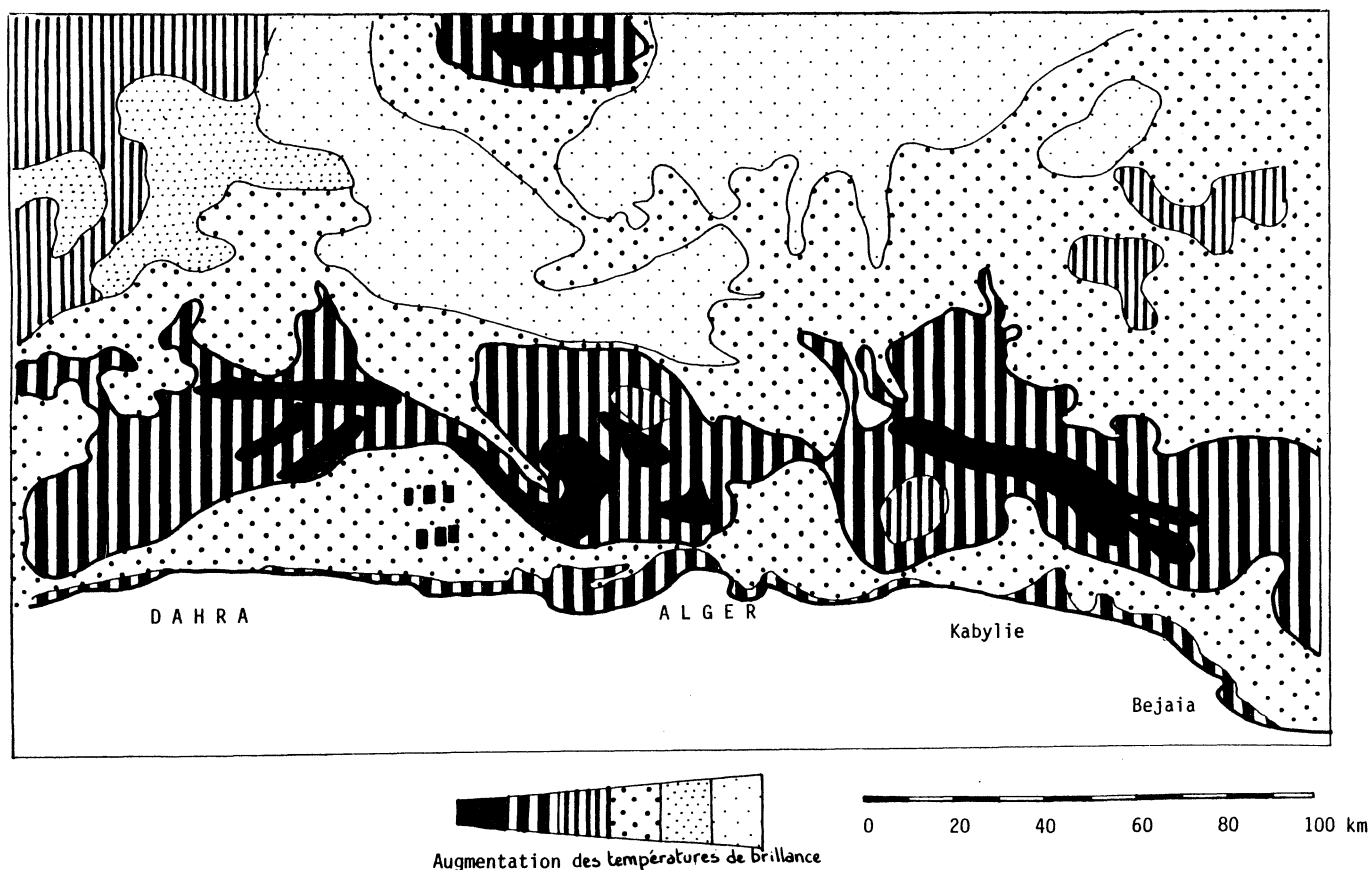 DAHRA
ALGER
Kabylie
Bejaia
0 20 40 60 80 100 km
Augmentation des températures de brillance